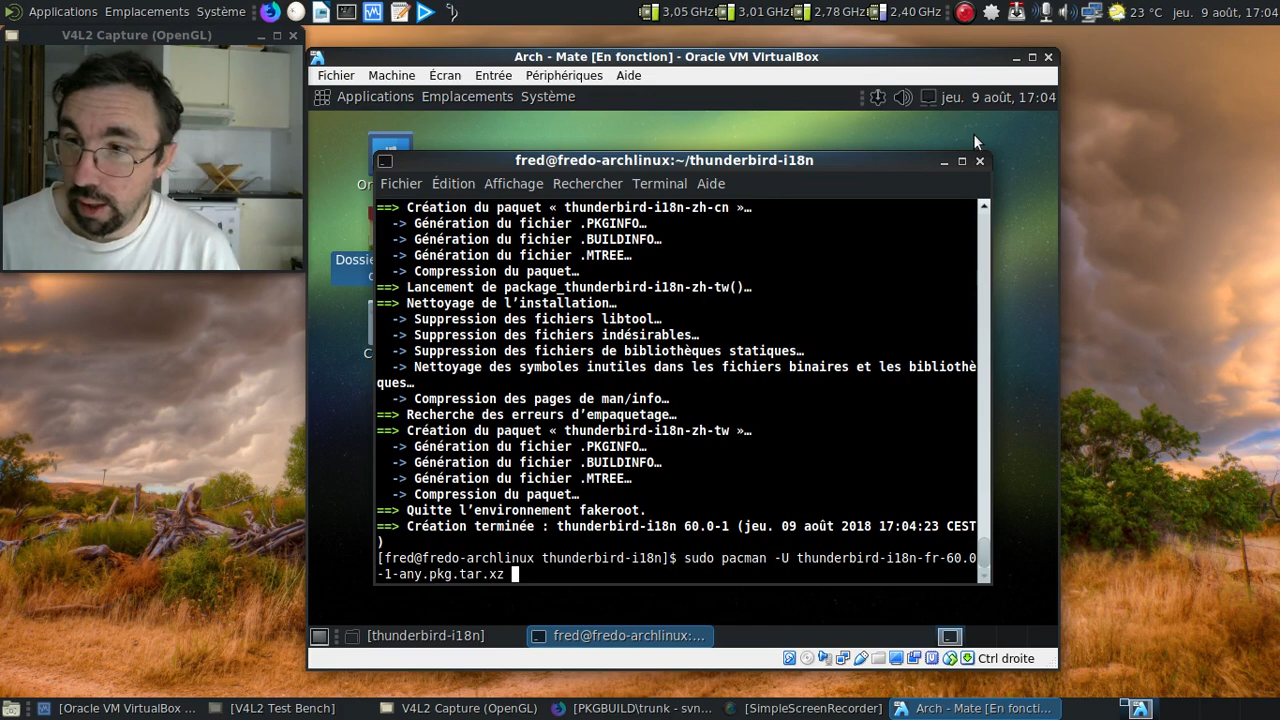 Applications Emplacements Système
3,05 GHz 3,01 GHz 2,78 GHz 2,40 GHz
23 °C jeu. 9 août, 17:04
V4L2 Capture (OpenGL)
Arch - Mate [En fonction] - Oracle VM VirtualBox
Fichier Machine Écran Entrée Périphériques Aide
Applications Emplacements Système
jeu. 9 août, 17:04
fred@fredo-archlinux:~/thunderbird-i18n
Fichier Édition Affichage Rechercher Terminal Aide
Or
Dossie
d
C
==> Création du paquet « thunderbird-i18n-zh-cn »…
-> Génération du fichier .PKGINFO…
-> Génération du fichier .BUILDINFO…
-> Génération du fichier .MTREE…
-> Compression du paquet…
==> Lancement de package_thunderbird-i18n-zh-tw()…
==> Nettoyage de l’installation…
-> Suppression des fichiers libtool…
-> Suppression des fichiers indésirables…
-> Suppression des fichiers de bibliothèques statiques…
-> Nettoyage des symboles inutiles dans les fichiers binaires et les bibliothè
ques…
-> Compression des pages de man/info…
==> Recherche des erreurs d’empaquetage…
==> Création du paquet « thunderbird-i18n-zh-tw »…
-> Génération du fichier .PKGINFO…
-> Génération du fichier .BUILDINFO…
-> Génération du fichier .MTREE…
-> Compression du paquet…
==> Quitte l’environnement fakeroot.
==> Création terminée : thunderbird-i18n 60.0-1 (jeu. 09 août 2018 17:04:23 CEST
)
[fred@fredo-archlinux thunderbird-i18n]$ sudo pacman -U thunderbird-i18n-fr-60.0
-1-any.pkg.tar.xz
[thunderbird-i18n] fred@fredo-archlinux:...
Ctrl droite
[Oracle VM VirtualBox ... [V4L2 Test Bench] V4L2 Capture (OpenGL) [PKGBUILD\trunk - svn... [SimpleScreenRecorder] Arch - Mate [En foncti...